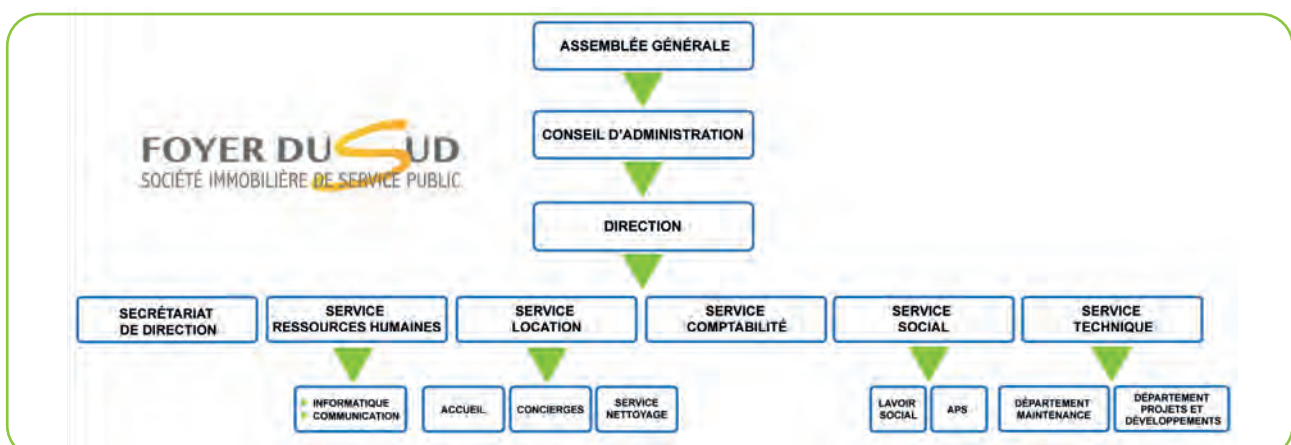 ASSEMBLÉE GÉNÉRALE
FOYER DU SUD
SOCIÉTÉ IMMOBILIÈRE DE SERVICE PUBLIC
CONSEIL D'ADMINISTRATION
DIRECTION
SECRÉTARIAT
DE DIRECTION
SERVICE
RESSOURCES HUMAINES
SERVICE
LOCATION
SERVICE
COMPTABILITÉ
SERVICE
SOCIAL
SERVICE
TECHNIQUE
INFORMATIQUE
COMMUNICATION
ACCUEIL
CONCIERGES
SERVICE
NETTOYAGE
LAVOIR
SOCIAL
APS
DÉPARTEMENT
MAINTENANCE
DÉPARTEMENT
PROJETS ET
DÉVELOPPEMENTS